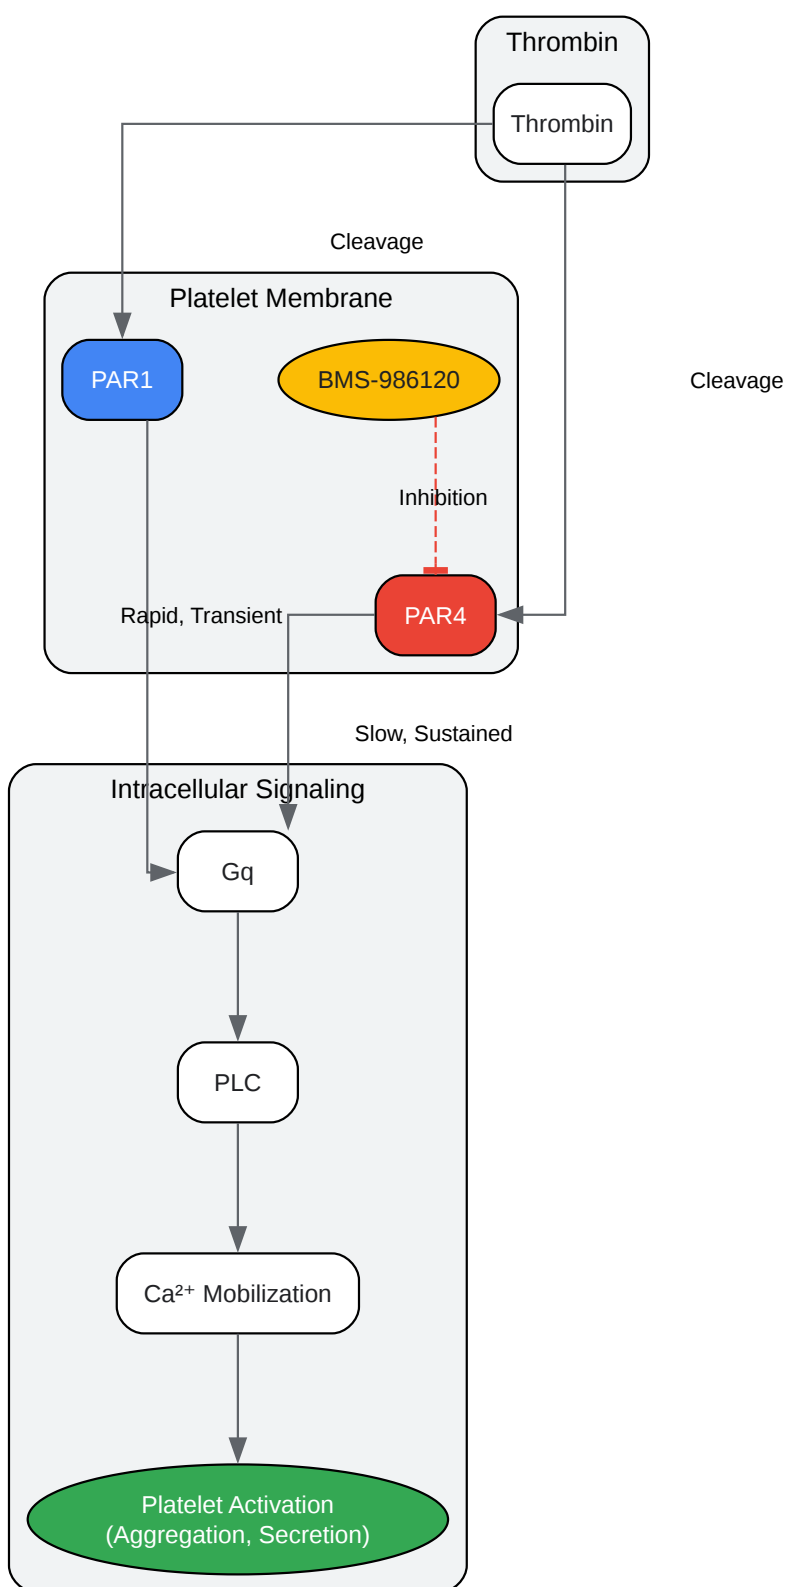 Thrombin
Thrombin
Cleavage
Platelet Membrane
PAR1
BMS-986120
Cleavage
Inhibition
Rapid, Transient
PAR4
Slow, Sustained
Intracellular Signaling
Gq
PLC
Ca²⁺ Mobilization
Platelet Activation
(Aggregation, Secretion)